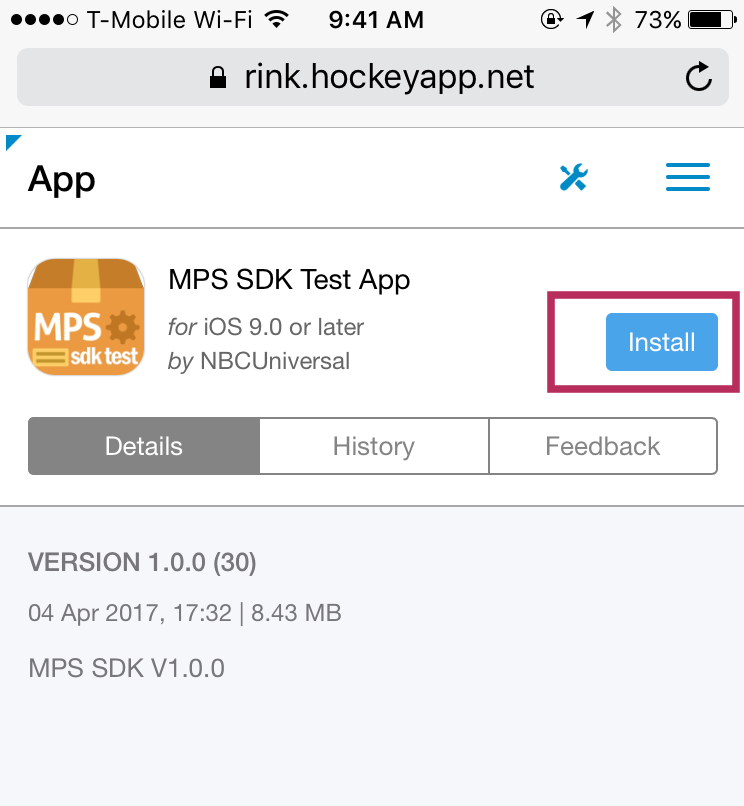 T-Mobile Wi-Fi 9:41 AM 73%
rink.hockeyapp.net
App
MPS SDK Test App
MPS
sdk test
for iOS 9.0 or later
by NBCUniversal
Install
Details History Feedback
VERSION 1.0.0 (30)
04 Apr 2017, 17:32 | 8.43 MB
MPS SDK V1.0.0